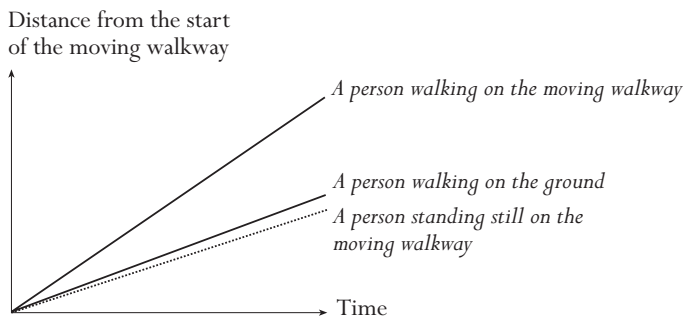 Distance from the start
of the moving walkway
A person walking on the moving walkway
A person walking on the ground
A person standing still on the
moving walkway
Time